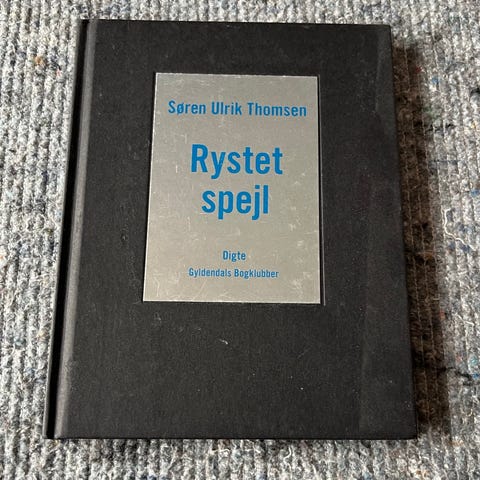 Søren Ulrik Thomsen
Rystet
spejl
Digte
Gyldendals Bogklubber